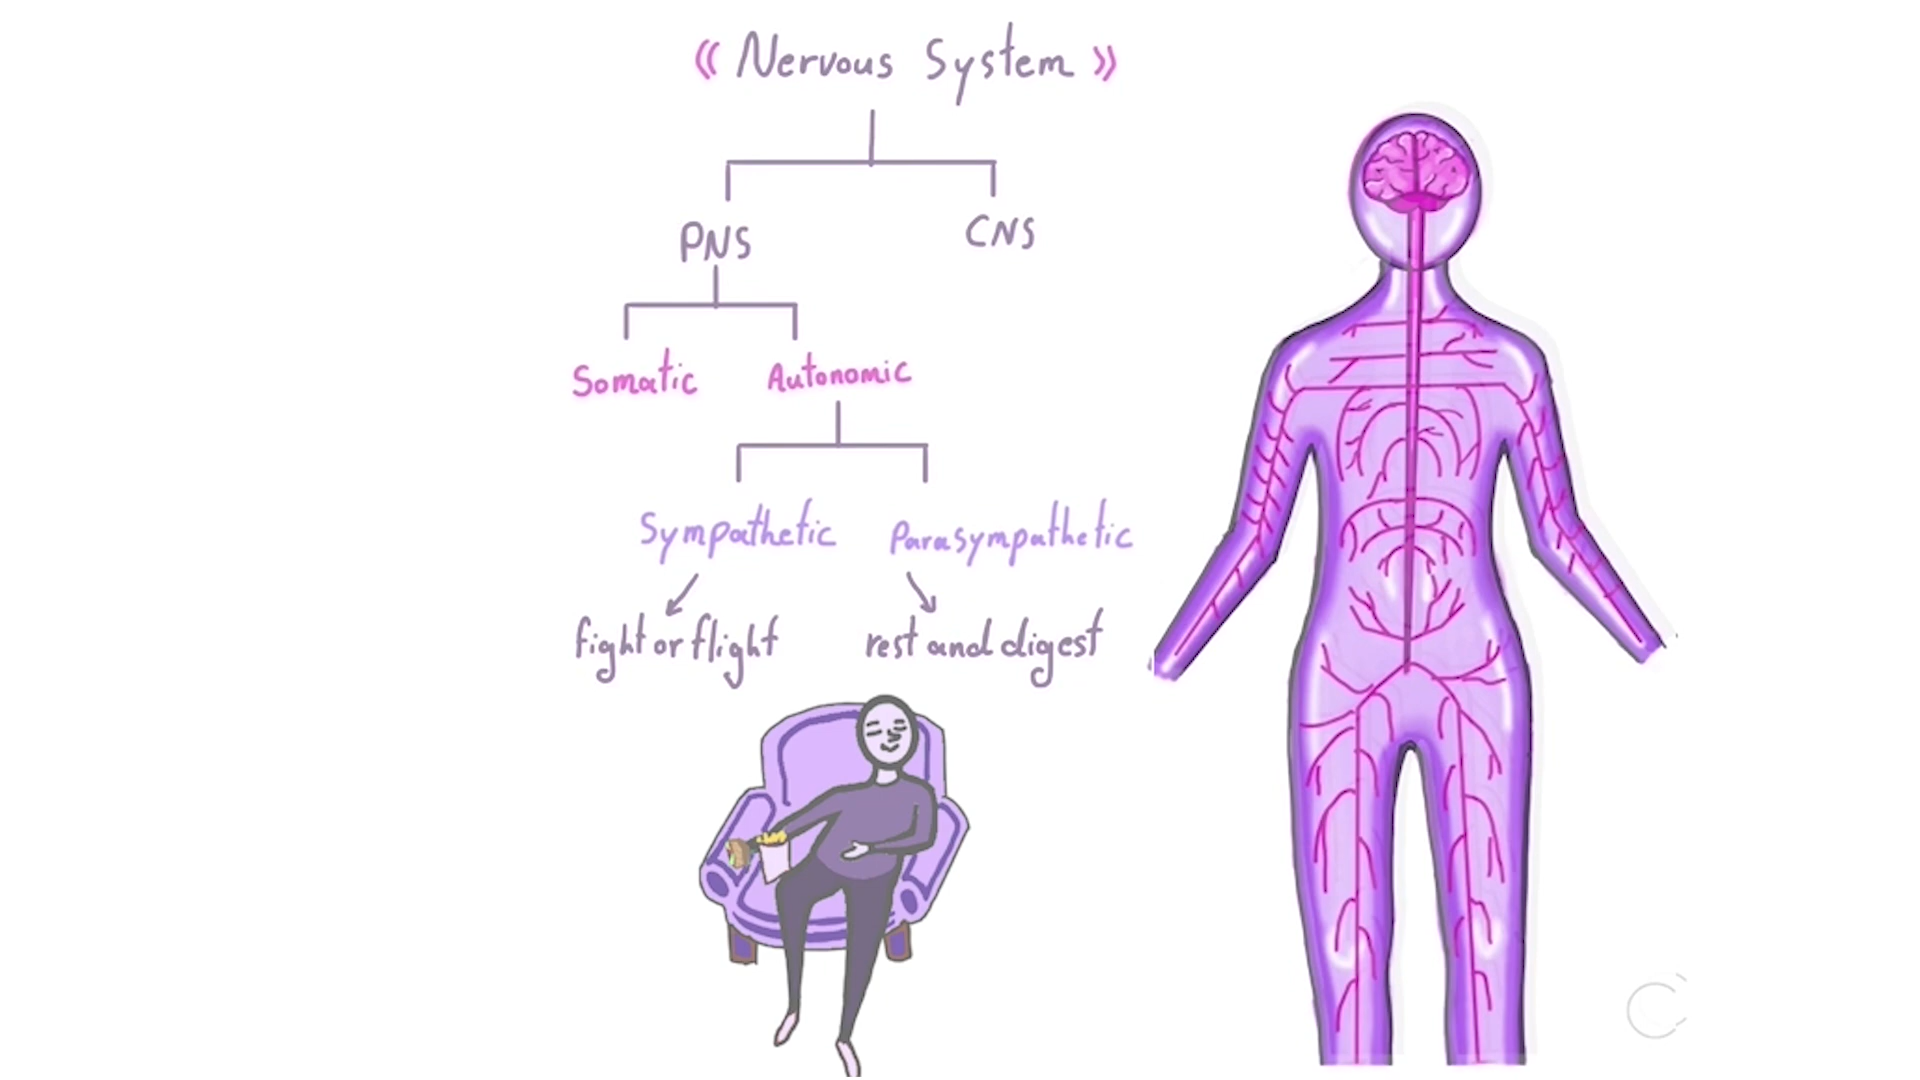 《 Nervous System 》
PNS
CNS
Somatic
Autonomic
Sympathetic
Parasympathetic
fight or flight
rest and digest